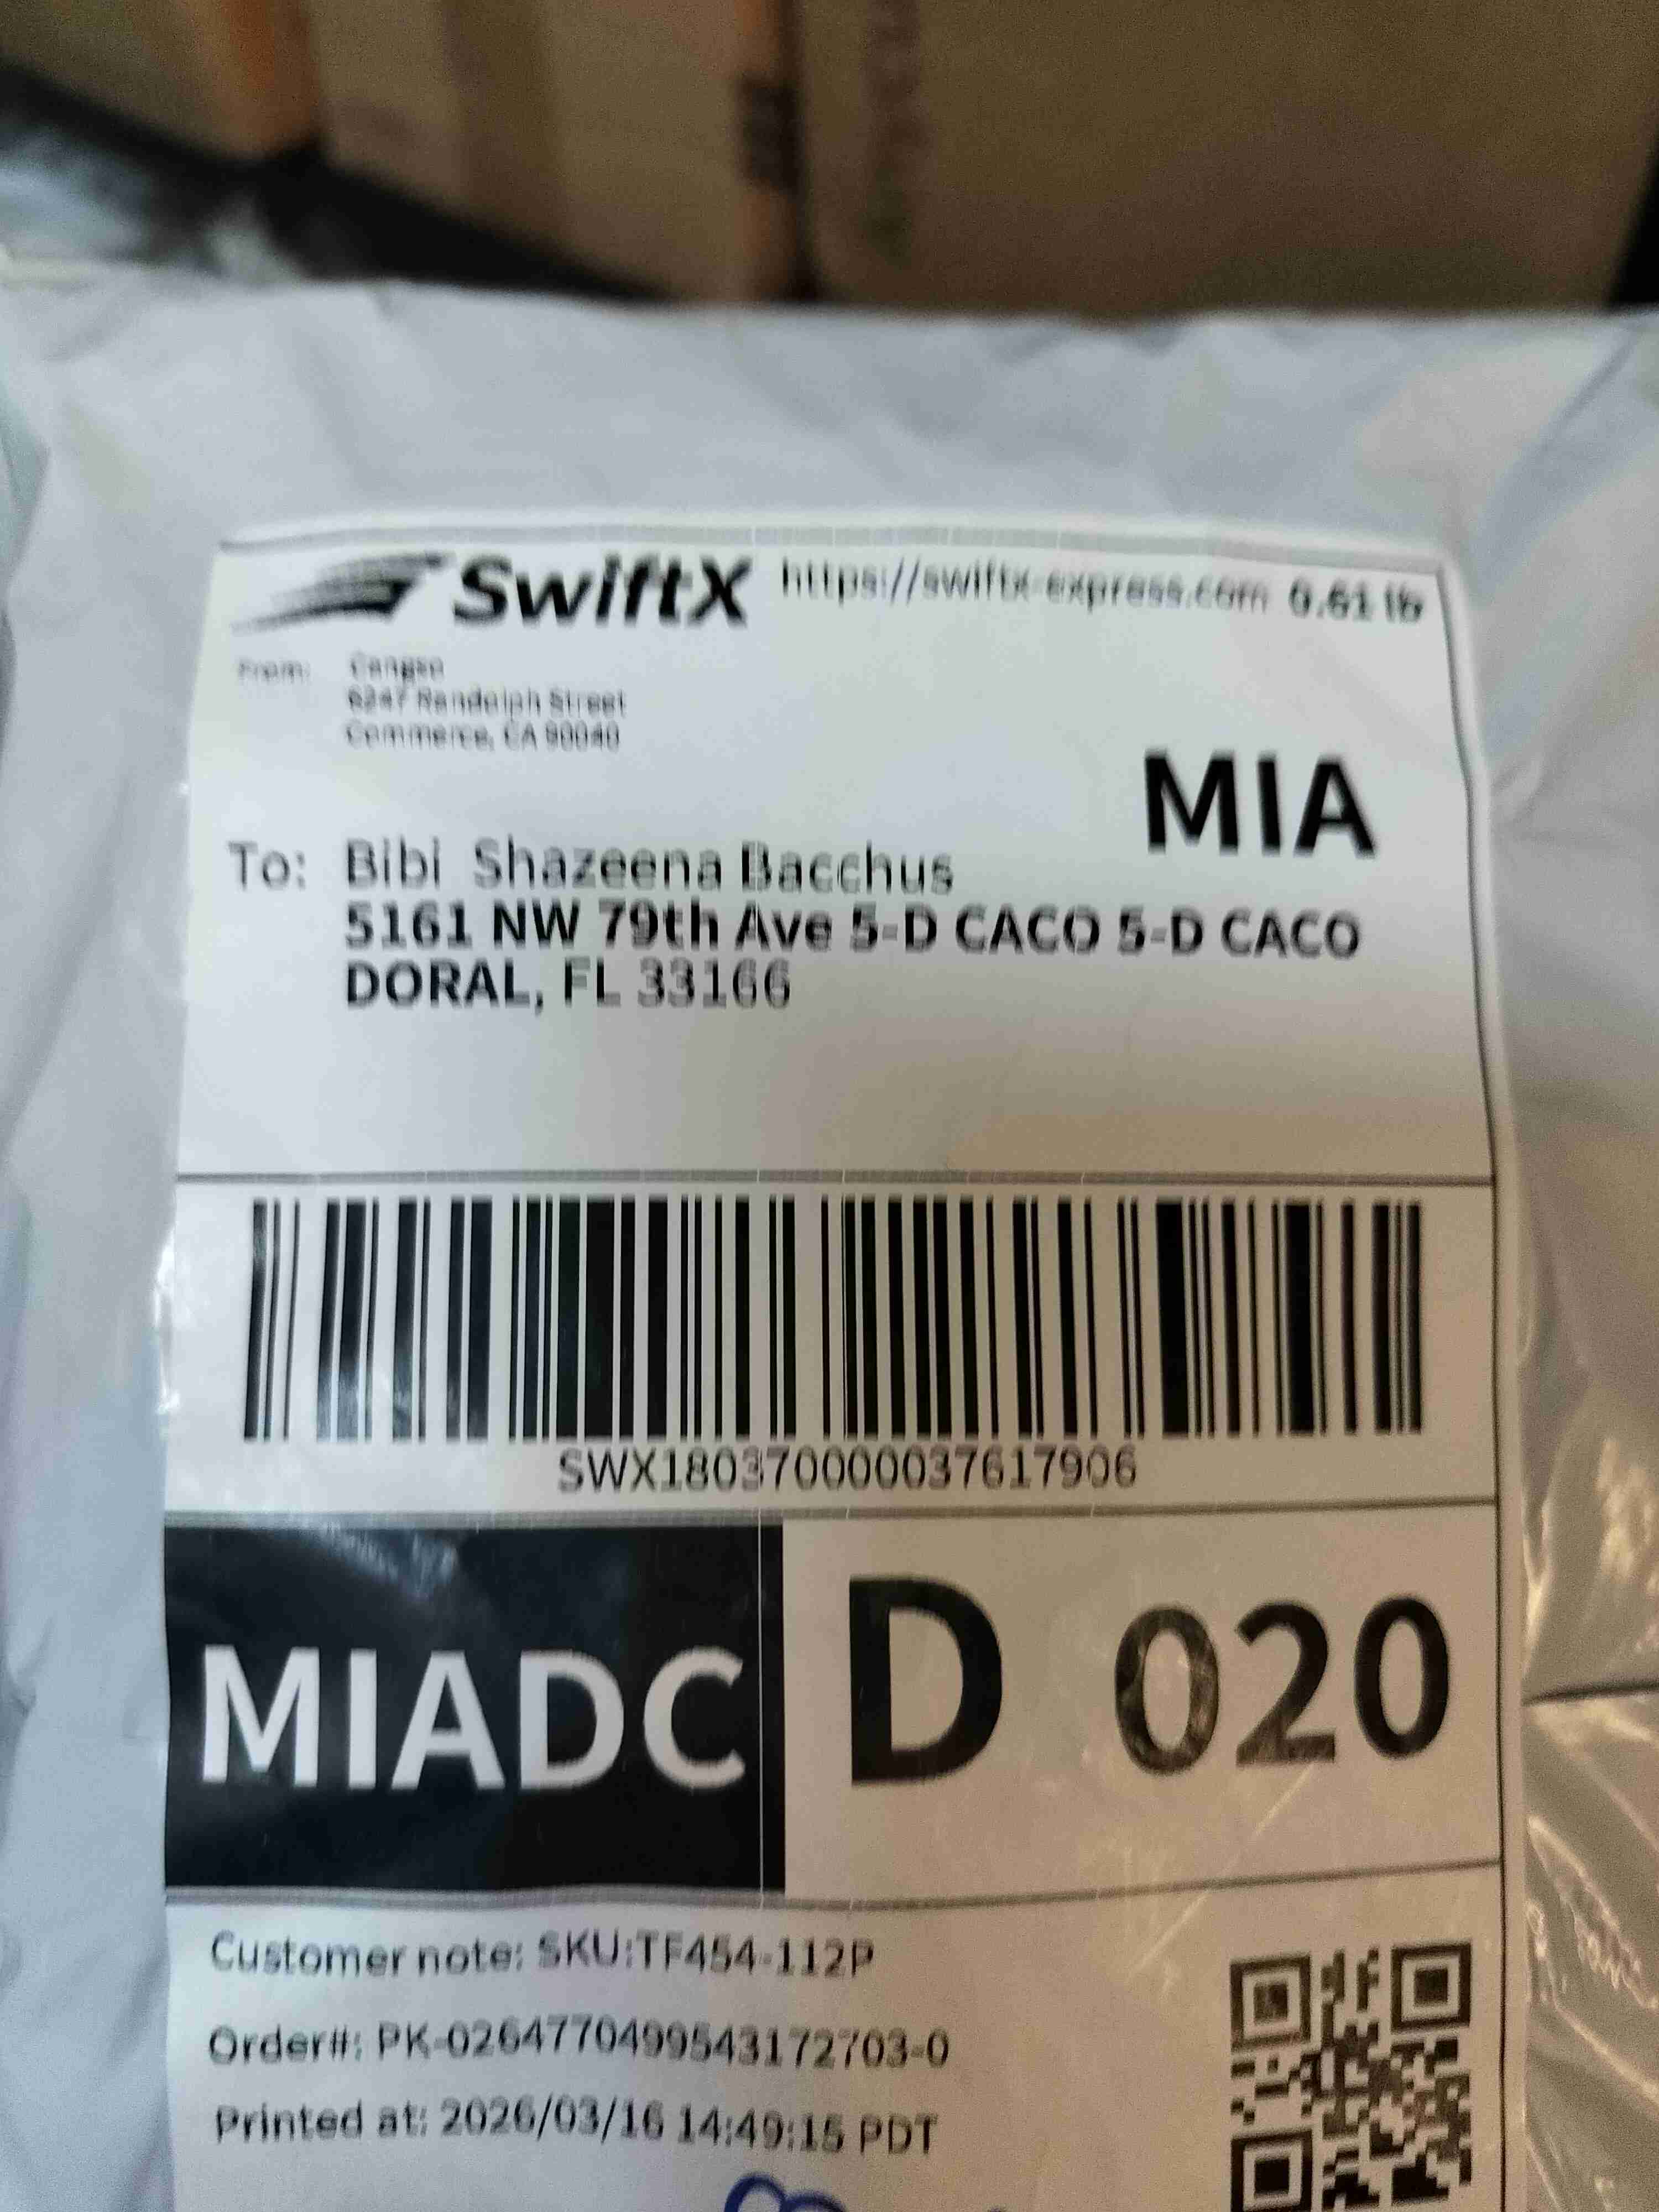 SwiftX https://swiftx-express.com 0.61 lb
From: Cangso
6247 Randolph Street
Commerce, CA 90040
MIA
To: Bibi Shazeena Bacchus
5161 NW 79th Ave 5-D CACO 5-D CACO
DORAL, FL 33166
SWX180370000037617906
MIADC D 020
Customer note: SKU:TF454-112P
Order#: PK-0264770499543172703-0
Printed at: 2026/03/16 14:49:15 PDT